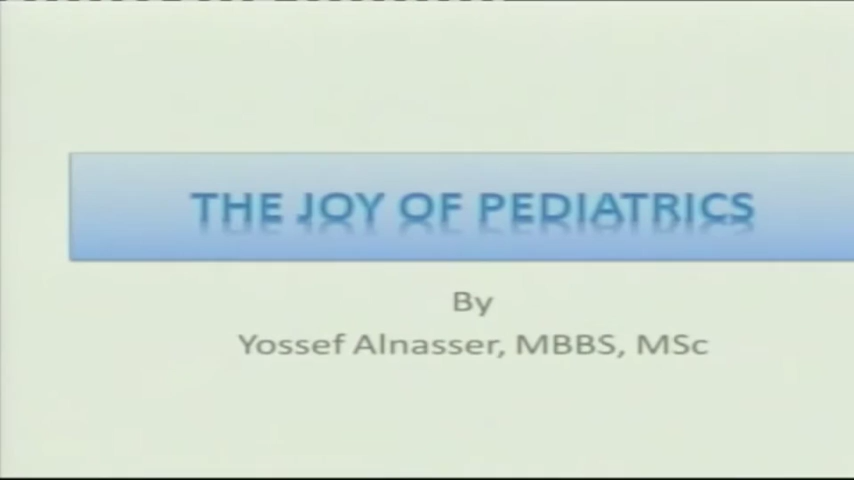 THE JOY OF PEDIATRICS
By
Yossef Alnasser, MBBS, MSc